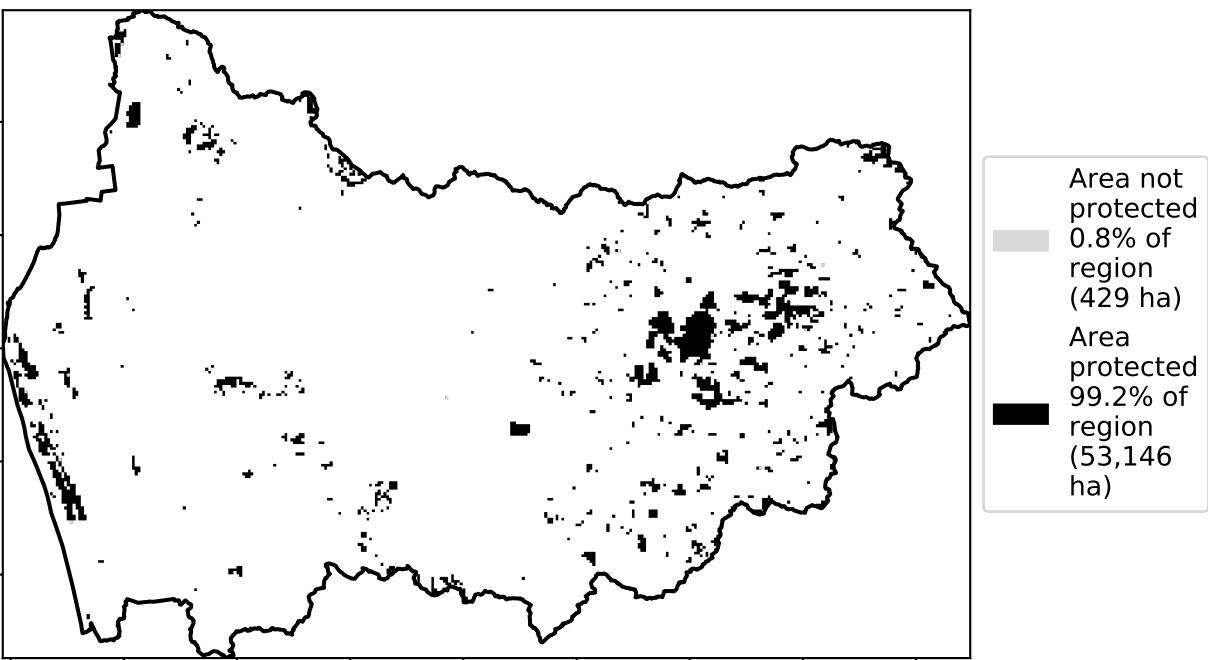 Area not
protected
0.8% of
region
(429 ha)
Area
protected
99.2% of
region
(53,146
ha)